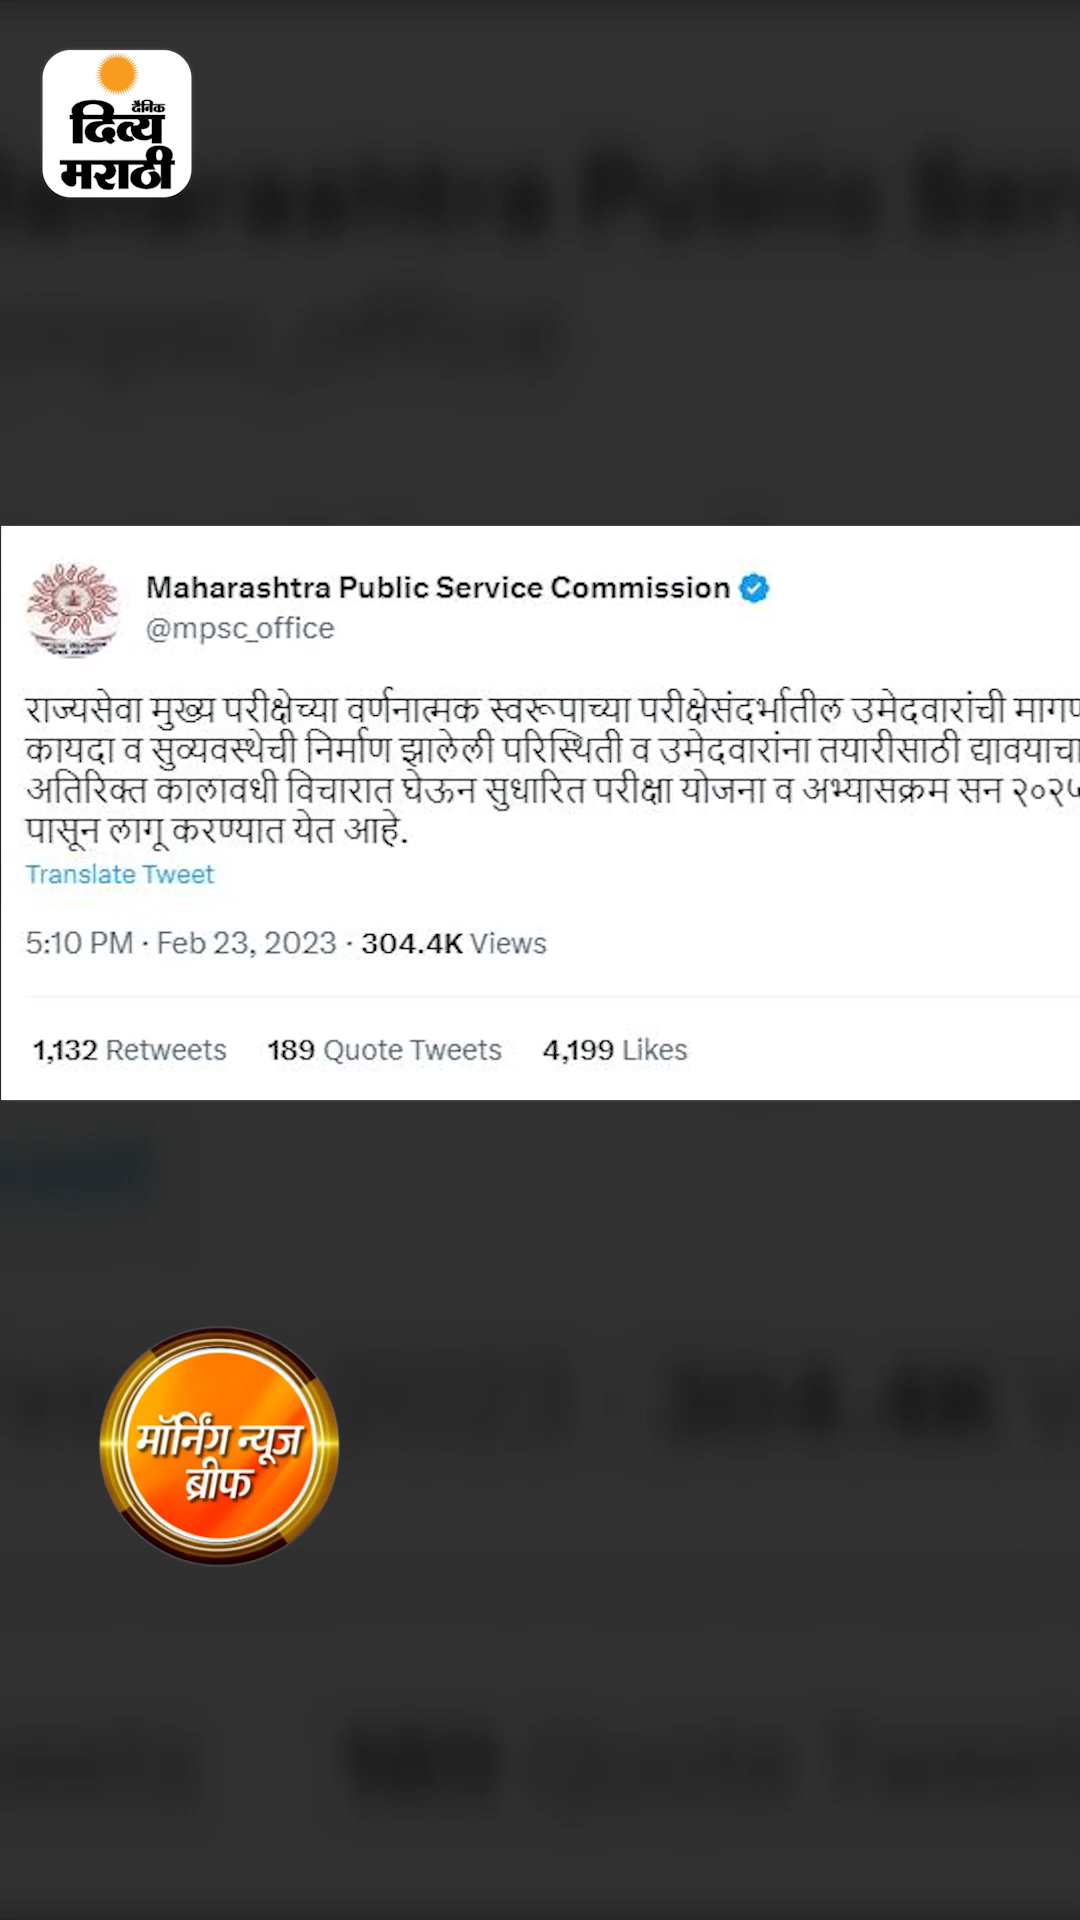 दैनिक
दिव्य
मराठी
Maharashtra Public Service Commission
@mpsc_office
राज्यसेवा मुख्य परीक्षेच्या वर्णनात्मक स्वरूपाच्या परीक्षेसंदर्भातील उमेदवारांची
कायदा व सुव्यवस्थेची निर्माण झालेली परिस्थिती व उमेदवारांना तयारीसाठी द्यावयाचा
अतिरिक्त कालावधी विचारात घेऊन सुधारित परीक्षा योजना व अभ्यासक्रम सन २०२५
पासून लागू करण्यात येत आहे.
Translate Tweet
5:10 PM · Feb 23, 2023 · 304.4K Views
1,132 Retweets 189 Quote Tweets 4,199 Likes
मॉर्निंग न्यूज
ब्रीफ